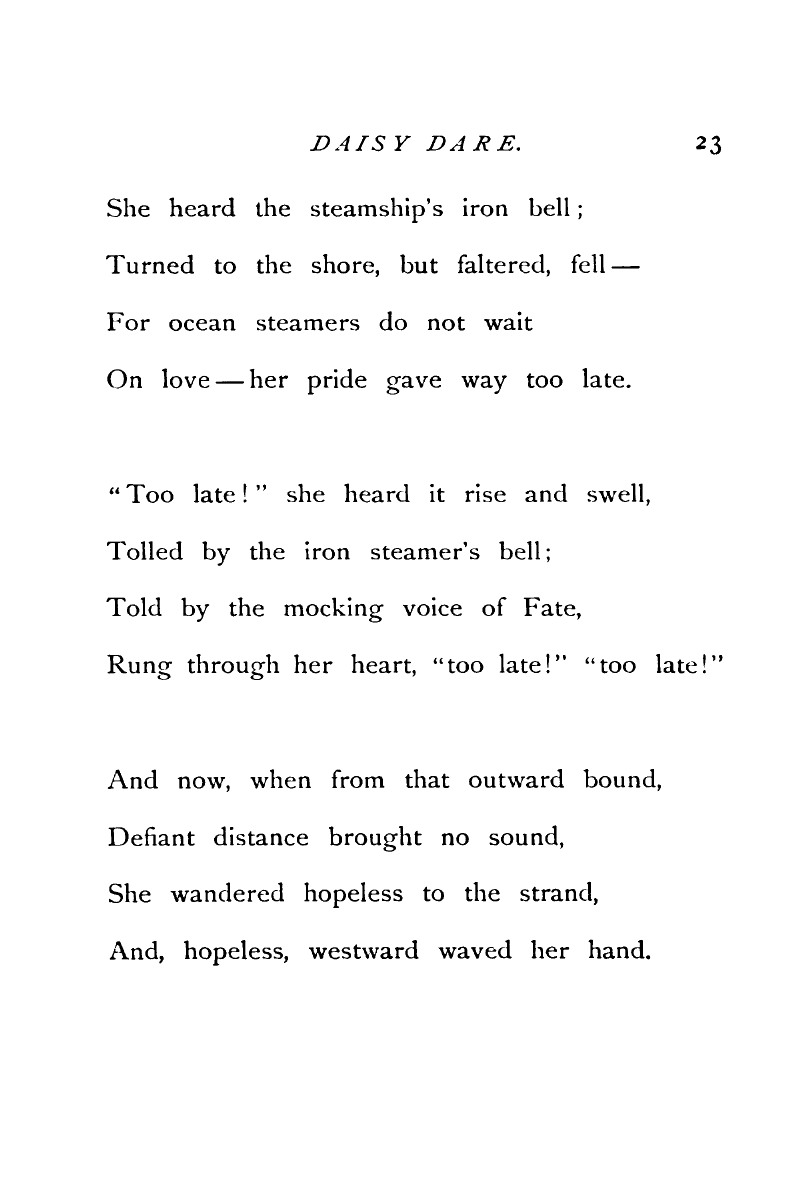 DAISY DARE. 23
She heard the steamship's iron bell;
Turned to the shore, but faltered, fell—
For ocean steamers do not wait
On love—her pride gave way too late.
"Too late!" she heard it rise and swell,
Tolled by the iron steamer's bell;
Told by the mocking voice of Fate,
Rung through her heart, "too late!" "too late!"
And now, when from that outward bound,
Defiant distance brought no sound,
She wandered hopeless to the strand,
And, hopeless, westward waved her hand.